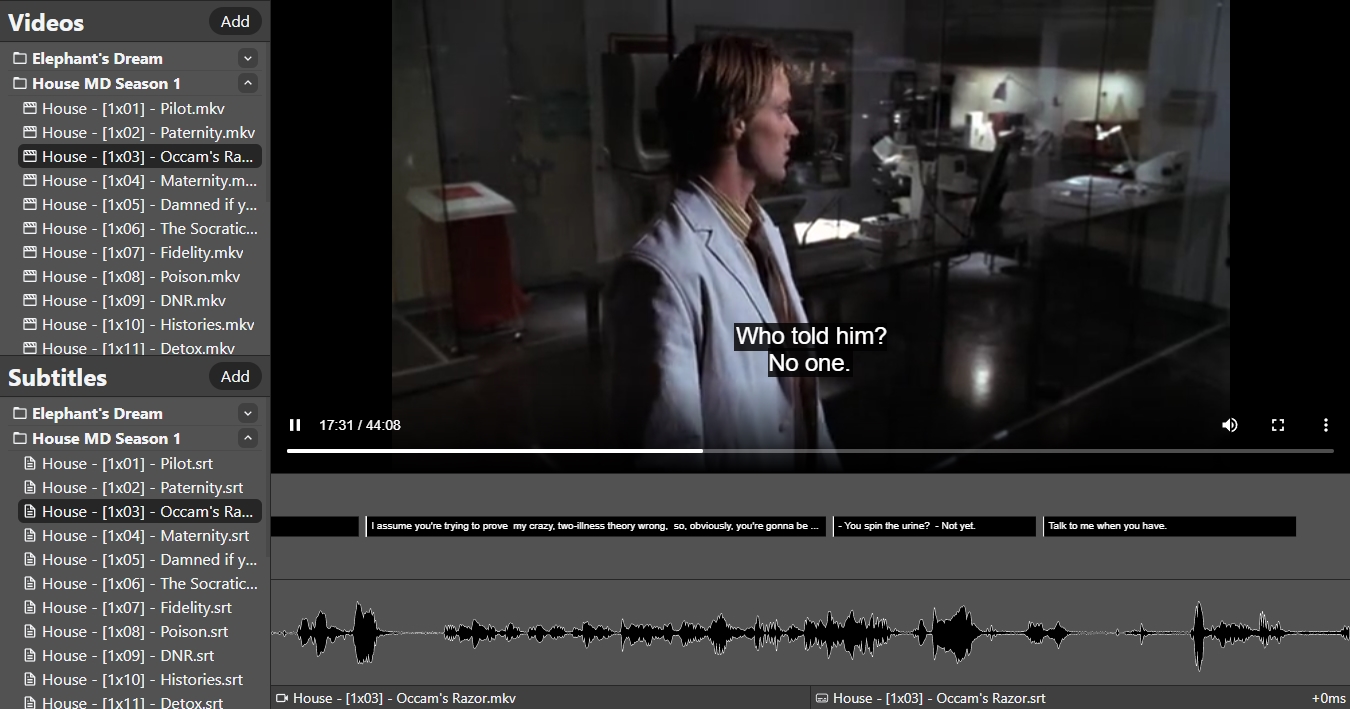 Videos
Add
Elephant's Dream
House MD Season 1
House - [1x01] - Pilot.mkv
House - [1x02] - Paternity.mkv
House - [1x03] - Occam's Ra...
House - [1x04] - Maternity.m...
House - [1x05] - Damned if y...
House - [1x06] - The Socratic...
House - [1x07] - Fidelity.mkv
House - [1x08] - Poison.mkv
House - [1x09] - DNR.mkv
House - [1x10] - Histories.mkv
House - [1x11] - Detox.mkv
Subtitles
Add
Elephant's Dream
House MD Season 1
House - [1x01] - Pilot.srt
House - [1x02] - Paternity.srt
House - [1x03] - Occam's Ra...
House - [1x04] - Maternity.srt
House - [1x05] - Damned if y...
House - [1x06] - The Socratic...
House - [1x07] - Fidelity.srt
House - [1x08] - Poison.srt
House - [1x09] - DNR.srt
House - [1x10] - Histories.srt
House - [1x11] - Detox.srt
Who told him?
No one.
17:31 / 44:08
I assume you're trying to prove  my crazy, two-illness theory wrong,  so, obviously, you're gonna be ...
- You spin the urine?  - Not yet.
Talk to me when you have.
House - [1x03] - Occam's Razor.mkv
House - [1x03] - Occam's Razor.srt
+0ms